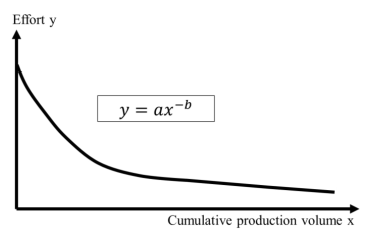 Effort y
y = ax⁻ᵇ
Cumulative production volume x